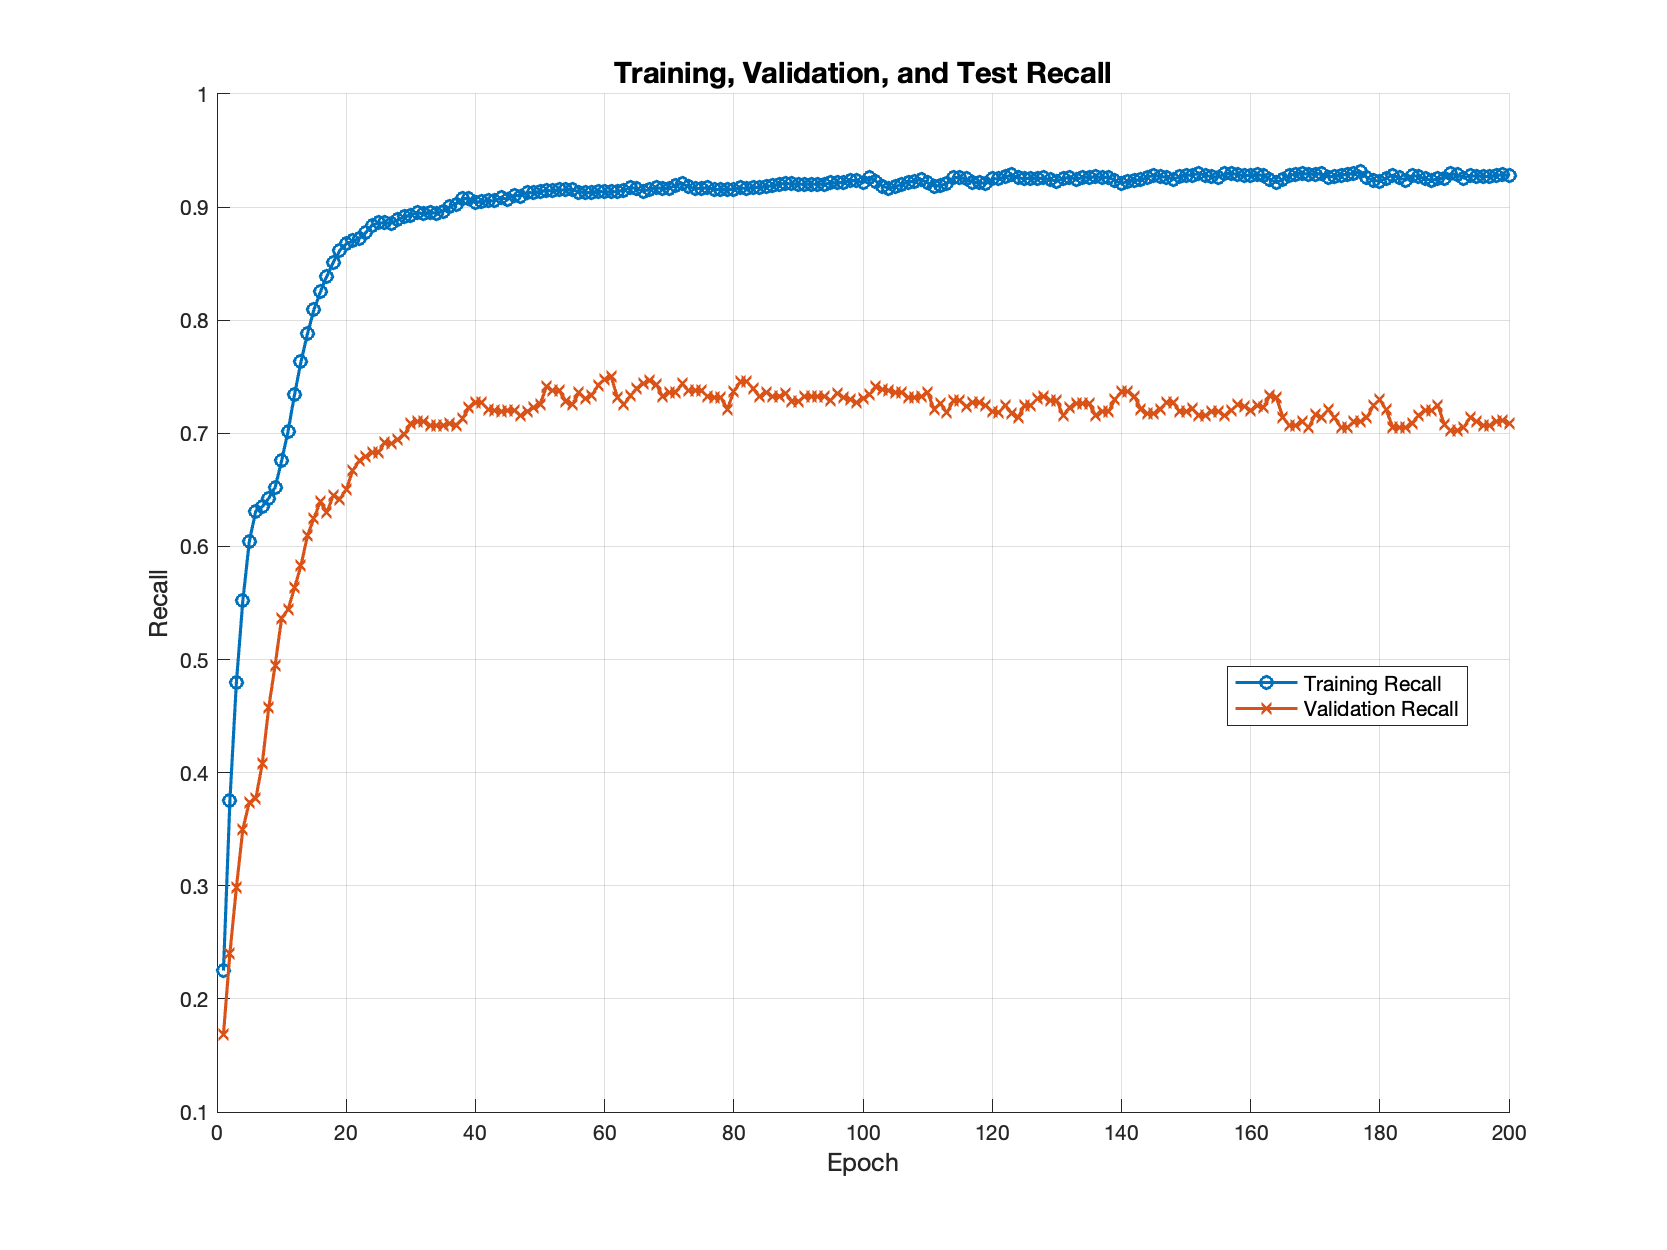 Training, Validation, and Test Recall
1
0.9
0.8
0.7
0.6
0.5
0.4
0.3
0.2
0.1
Recall
Training Recall
Validation Recall
0 20 40 60 80 100 120 140 160 180 200
Epoch